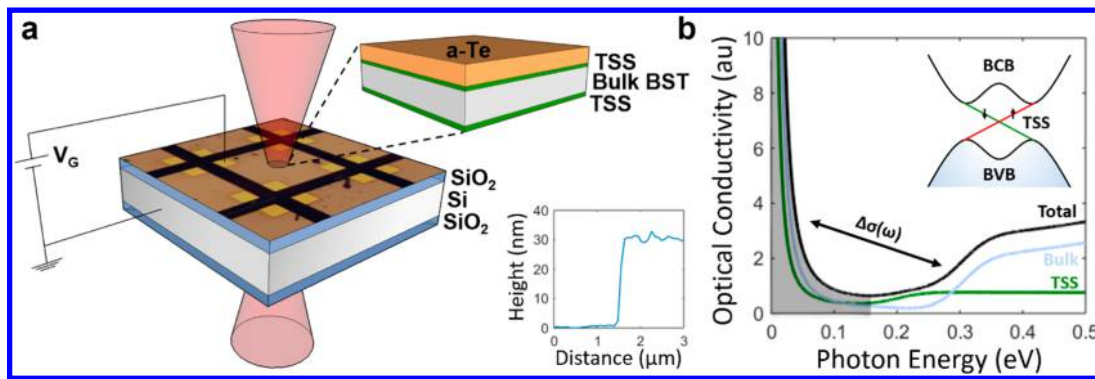 a
a-Te
TSS
Bulk BST
TSS
V_G
SiO₂
Si
SiO₂
Height (nm)
40
30
20
10
0
0 1 2 3
Distance (μm)
b
Optical Conductivity (au)
10
8
6
4
2
0
BCB
TSS
BVB
Δσ(ω)
Total
Bulk
TSS
0 0.1 0.2 0.3 0.4 0.5
Photon Energy (eV)